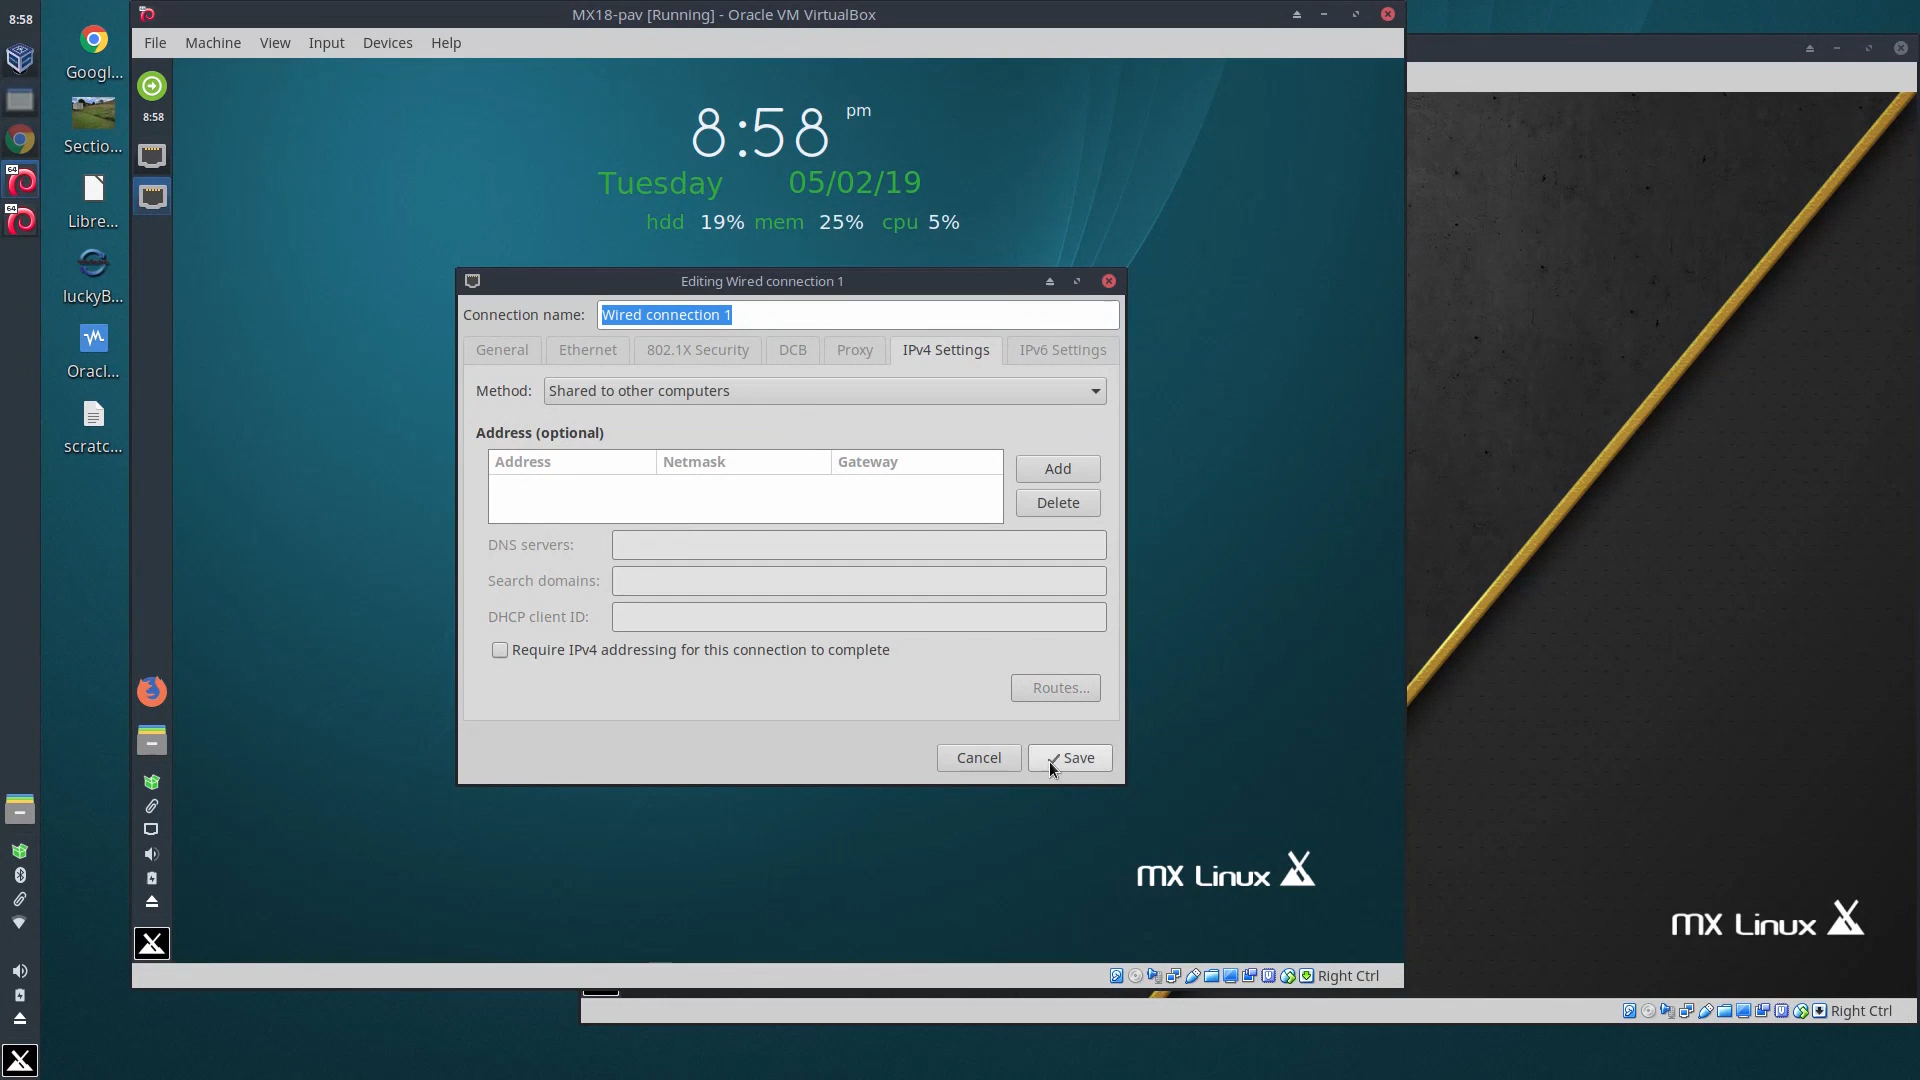 8:58
Googl...
Sectio...
Libre...
luckyB...
Oracl...
scratc...
64
64
MX18-pav [Running] - Oracle VM VirtualBox
File Machine View Input Devices Help
8:58
8:58 pm
Tuesday 05/02/19
hdd 19% mem 25% cpu 5%
Editing Wired connection 1
Connection name: Wired connection 1
General Ethernet 802.1X Security DCB Proxy IPv4 Settings IPv6 Settings
Method: Shared to other computers
Address (optional)
Address Netmask Gateway
Add
Delete
DNS servers:
Search domains:
DHCP client ID:
Require IPv4 addressing for this connection to complete
Routes...
Cancel Save
MX Linux
Right Ctrl
MX Linux
Right Ctrl